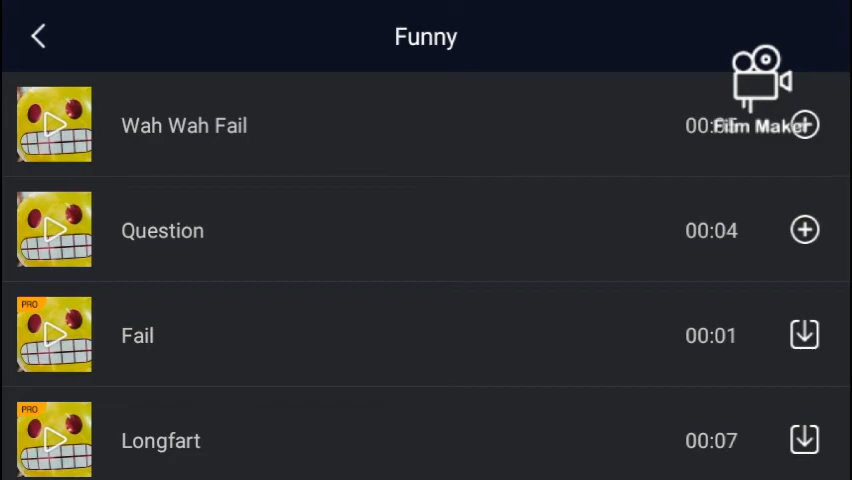 Funny
Film Maker
Wah Wah Fail
Question
00:04
PRO
Fail
00:01
PRO
Longfart
00:07